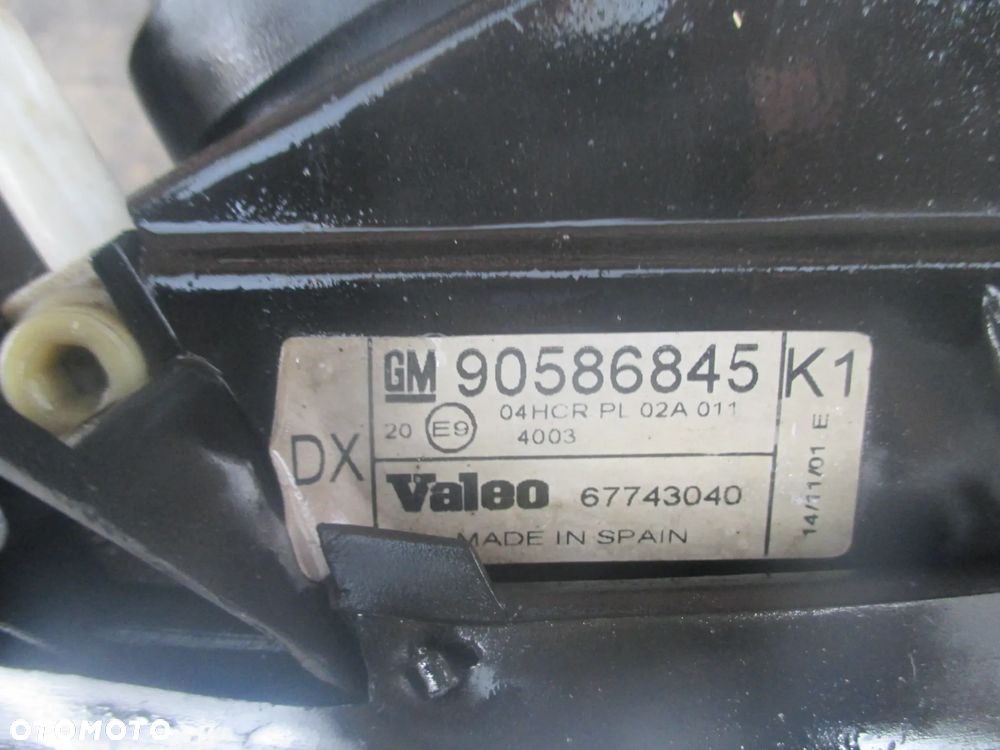 DX
GM 90586845 K1
04HCR PL 02A 011
20 E9 4003
Valeo 67743040
MADE IN SPAIN
14/11/01 E
OTOMOTO